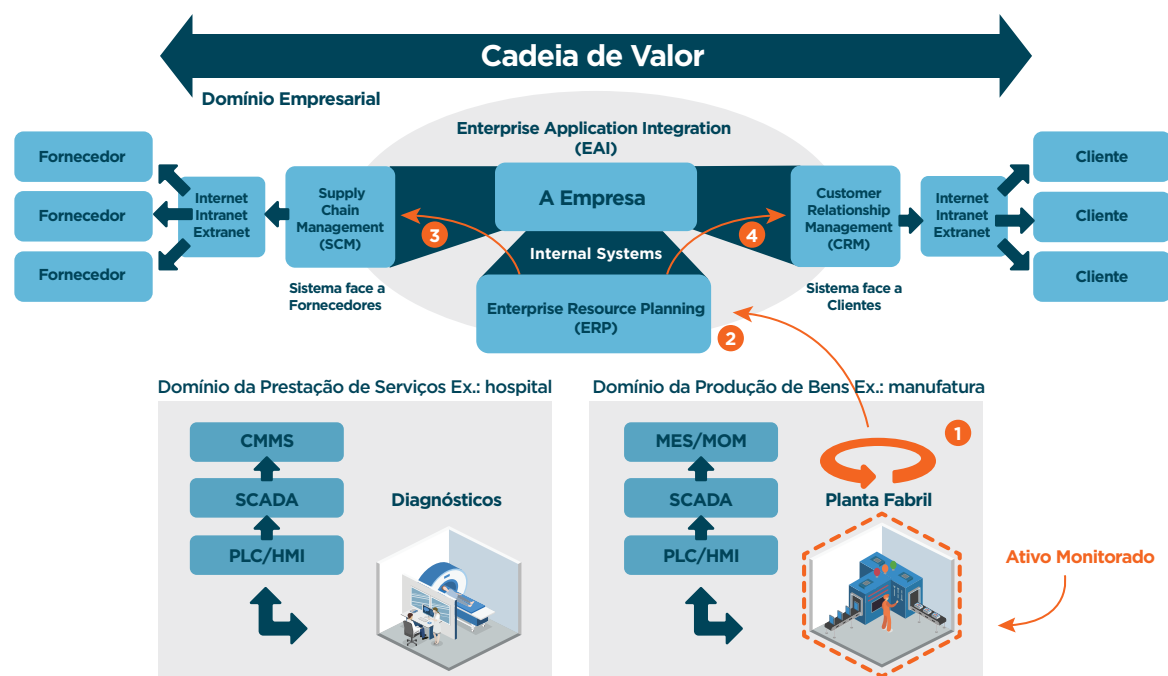 Cadeia de Valor
Domínio Empresarial
Enterprise Application Integration
(EAI)
Fornecedor
Fornecedor
Fornecedor
Internet
Intranet
Extranet
Supply
Chain
Management
(SCM)
3
A Empresa
Internal Systems
4
Customer
Relationship
Management
(CRM)
Internet
Intranet
Extranet
Cliente
Cliente
Cliente
Sistema face a
Fornecedores
Enterprise Resource Planning
(ERP)
2
Sistema face a
Clientes
Domínio da Prestação de Serviços Ex.: hospital
CMMS
SCADA
PLC/HMI
Diagnósticos
Domínio da Produção de Bens Ex.: manufatura
MES/MOM
SCADA
PLC/HMI
1
Planta Fabril
Ativo Monitorado